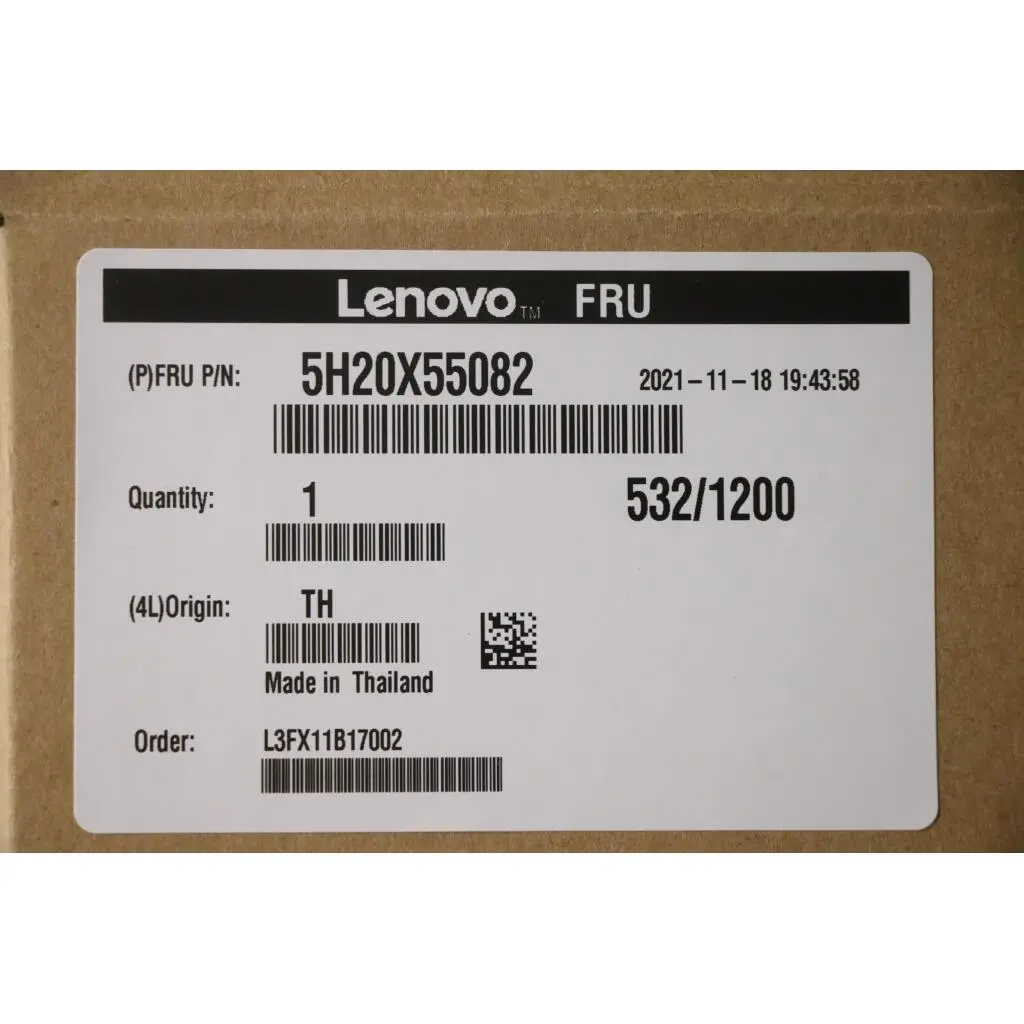 Lenovo™ FRU
(P)FRU P/N: 5H20X55082 2021-11-18 19:43:58
Quantity: 1 532/1200
(4L)Origin: TH
Made in Thailand
Order: L3FX11B17002